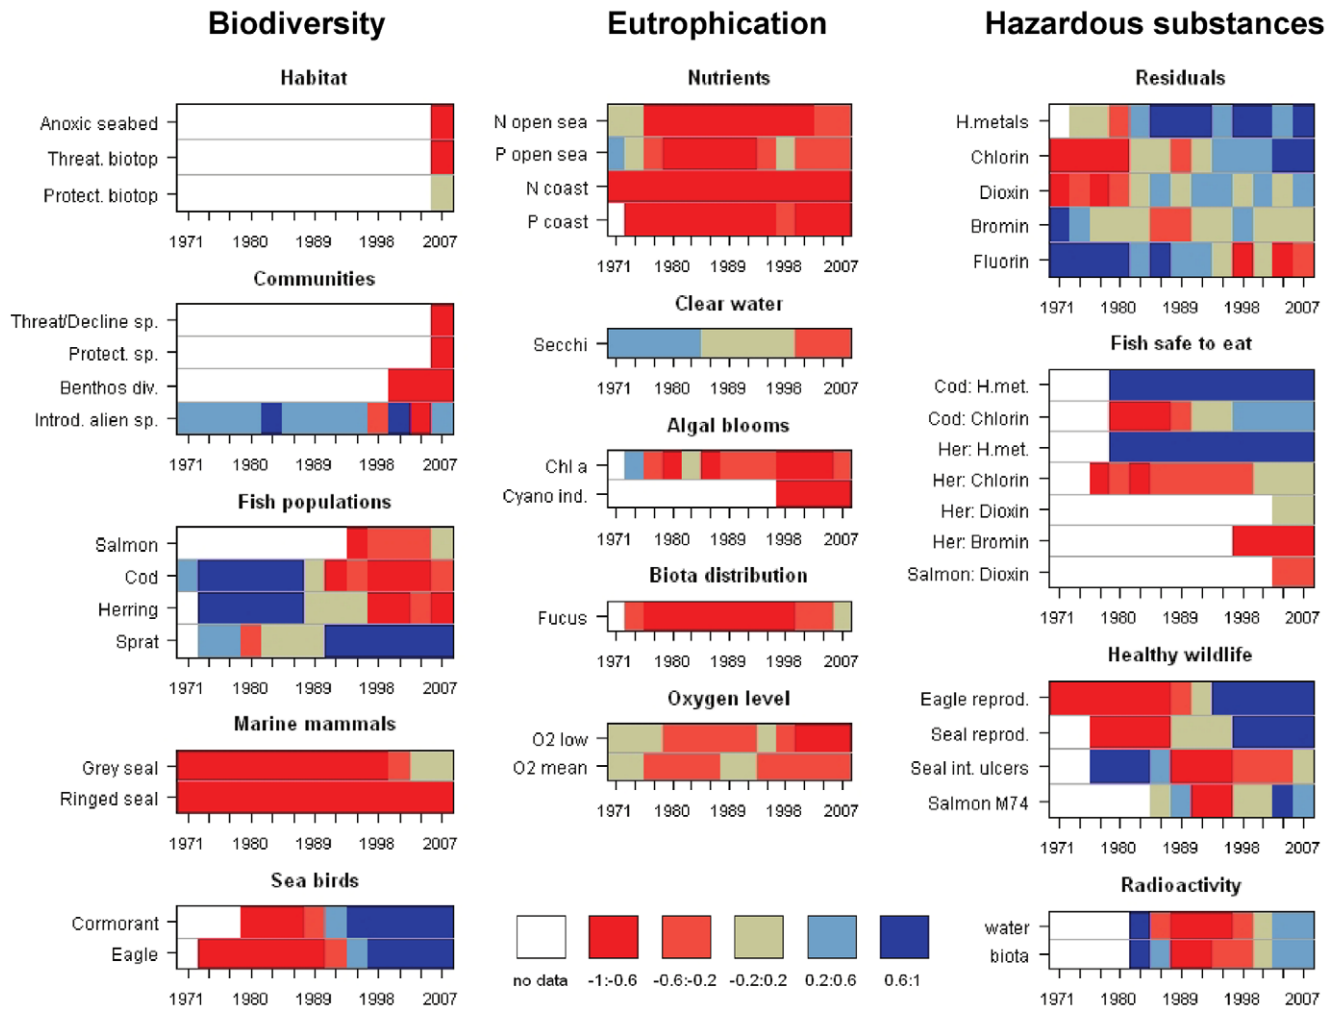 Biodiversity
Habitat
Anoxic seabed
Threat. biotop
Protect. biotop
1971 1980 1989 1998 2007
Communities
Threat/Decline sp.
Protect. sp.
Benthos div.
Introd. alien sp.
1971 1980 1989 1998 2007
Fish populations
Salmon
Cod
Herring
Sprat
1971 1980 1989 1998 2007
Marine mammals
Grey seal
Ringed seal
1971 1980 1989 1998 2007
Sea birds
Cormorant
Eagle
1971 1980 1989 1998 2007
Eutrophication
Nutrients
N open sea
P open sea
N coast
P coast
1971 1980 1989 1998 2007
Clear water
Secchi
1971 1980 1989 1998 2007
Algal blooms
Chl a
Cyano ind.
1971 1980 1989 1998 2007
Biota distribution
Fucus
1971 1980 1989 1998 2007
Oxygen level
O2 low
O2 mean
1971 1980 1989 1998 2007
Hazardous substances
Residuals
H.metals
Chlorin
Dioxin
Bromin
Fluorin
1971 1980 1989 1998 2007
Fish safe to eat
Cod: H.met.
Cod: Chlorin
Her: H.met.
Her: Chlorin
Her: Dioxin
Her: Bromin
Salmon: Dioxin
1971 1980 1989 1998 2007
Healthy wildlife
Eagle reprod.
Seal reprod.
Seal int. ulcers
Salmon M74
1971 1980 1989 1998 2007
Radioactivity
water
biota
1971 1980 1989 1998 2007
no data -1:-0.6 -0.6:-0.2 -0.2:0.2 0.2:0.6 0.6:1